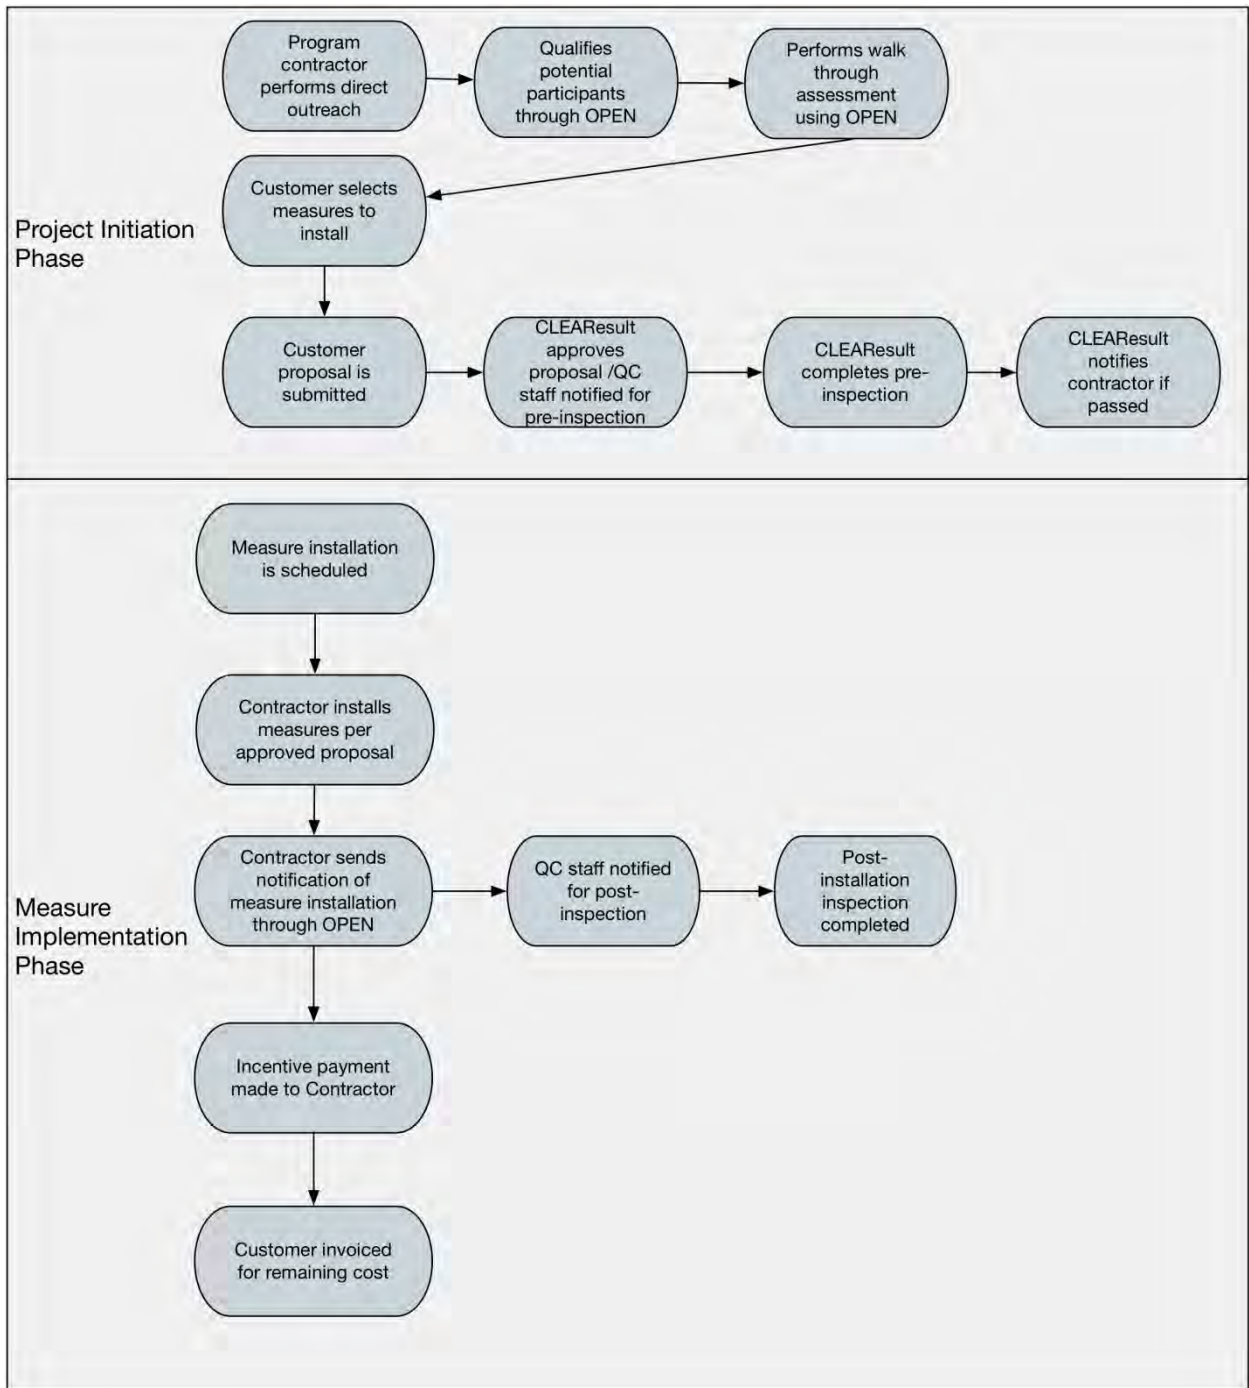 Program
contractor
performs direct
outreach
Qualifies
potential
participants
through OPEN
Performs walk
through
assessment
using OPEN
Customer selects
measures to
install
Project Initiation
Phase
Customer
proposal is
submitted
CLEAResult
approves
proposal /QC
staff notified for
pre-inspection
CLEAResult
completes pre-
inspection
CLEAResult
notifies
contractor if
passed
Measure installation
is scheduled
Contractor installs
measures per
approved proposal
Measure
Implementation
Phase
Contractor sends
notification of
measure installation
through OPEN
QC staff notified
for post-
inspection
Post-
installation
inspection
completed
Incentive payment
made to Contractor
Customer invoiced
for remaining cost